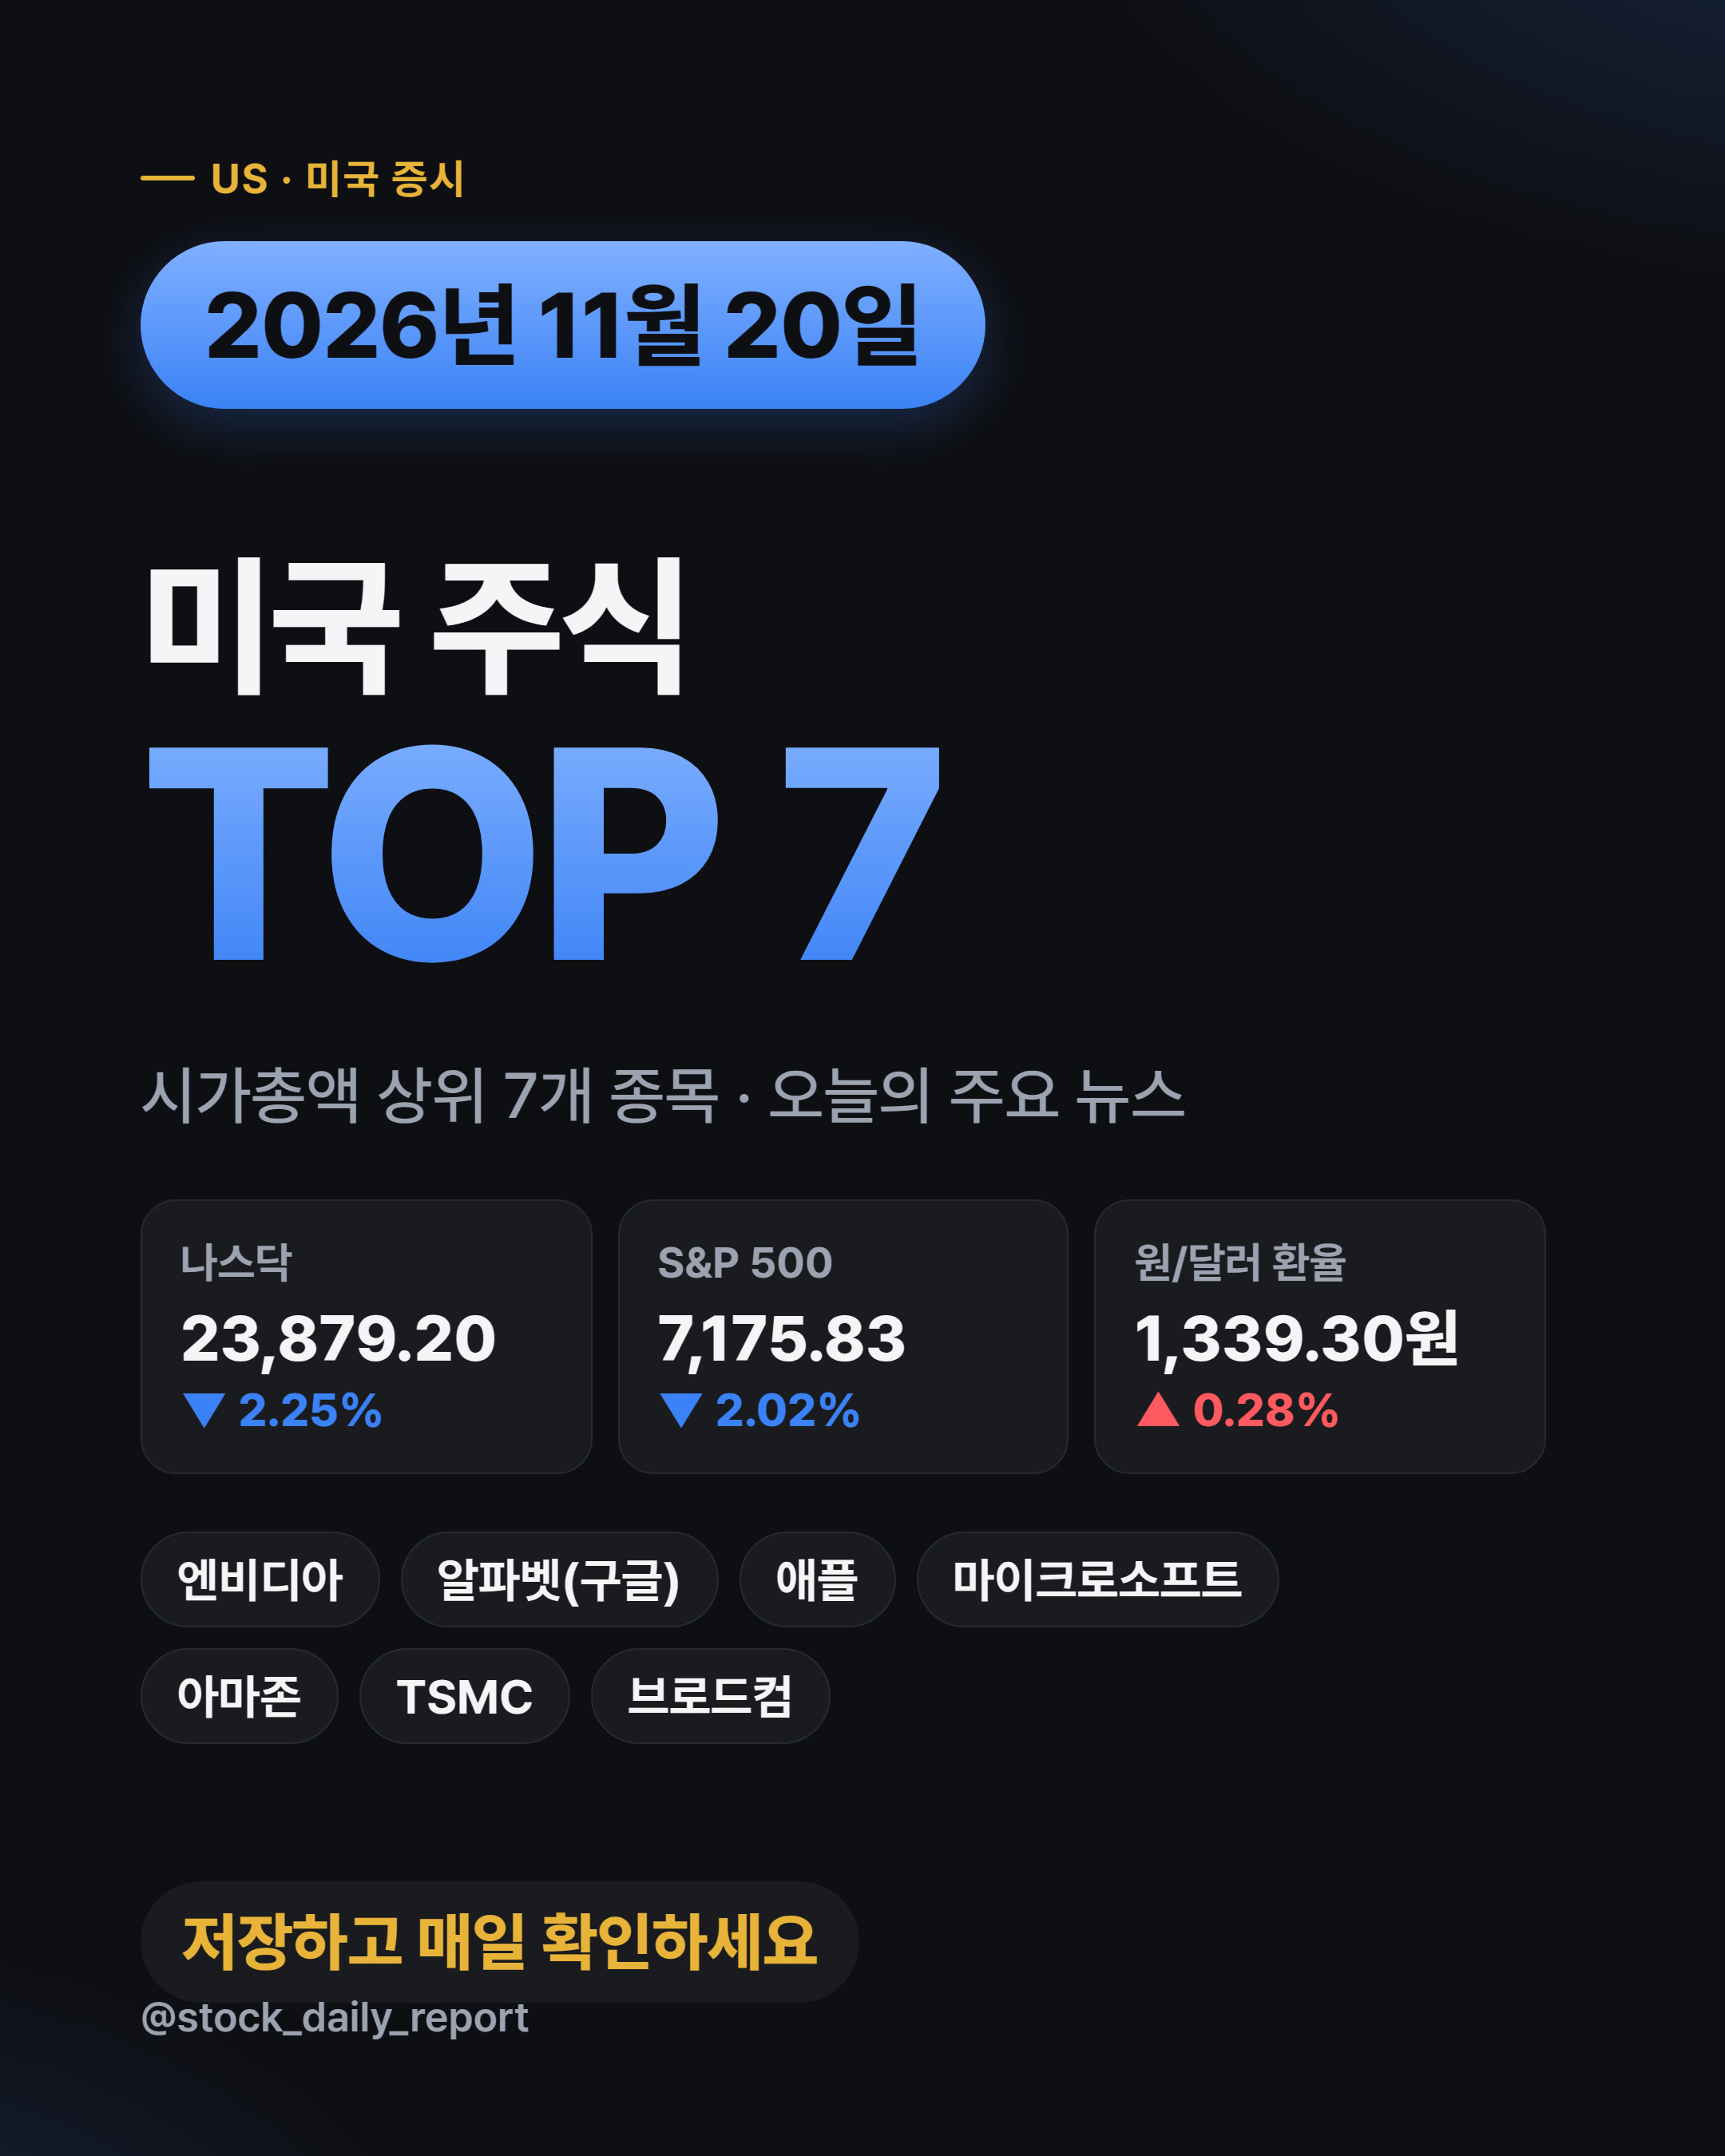 US · 미국 증시
2026년 11월 20일
미국 주식
TOP 7
시가총액 상위 7개 종목 · 오늘의 주요 뉴스
나스닥
23,879.20
▼ 2.25%
S&P 500
7,175.83
▼ 2.02%
원/달러 환율
1,339.30원
▲ 0.28%
엔비디아
알파벳(구글)
애플
마이크로소프트
아마존
TSMC
브로드컴
저장하고 매일 확인하세요
@stock_daily_report